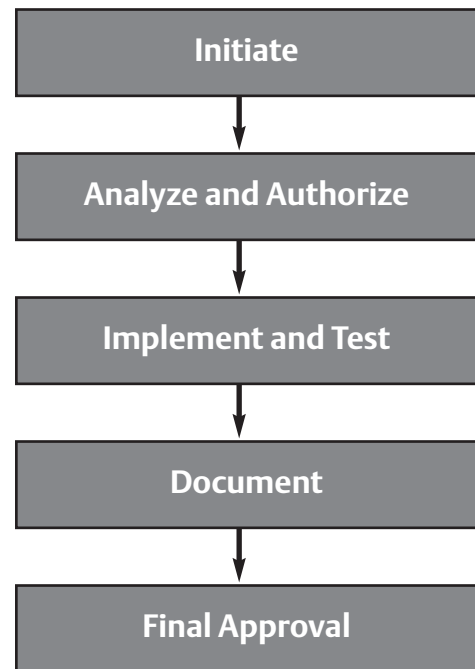 Initiate
Analyze and Authorize
Implement and Test
Document
Final Approval